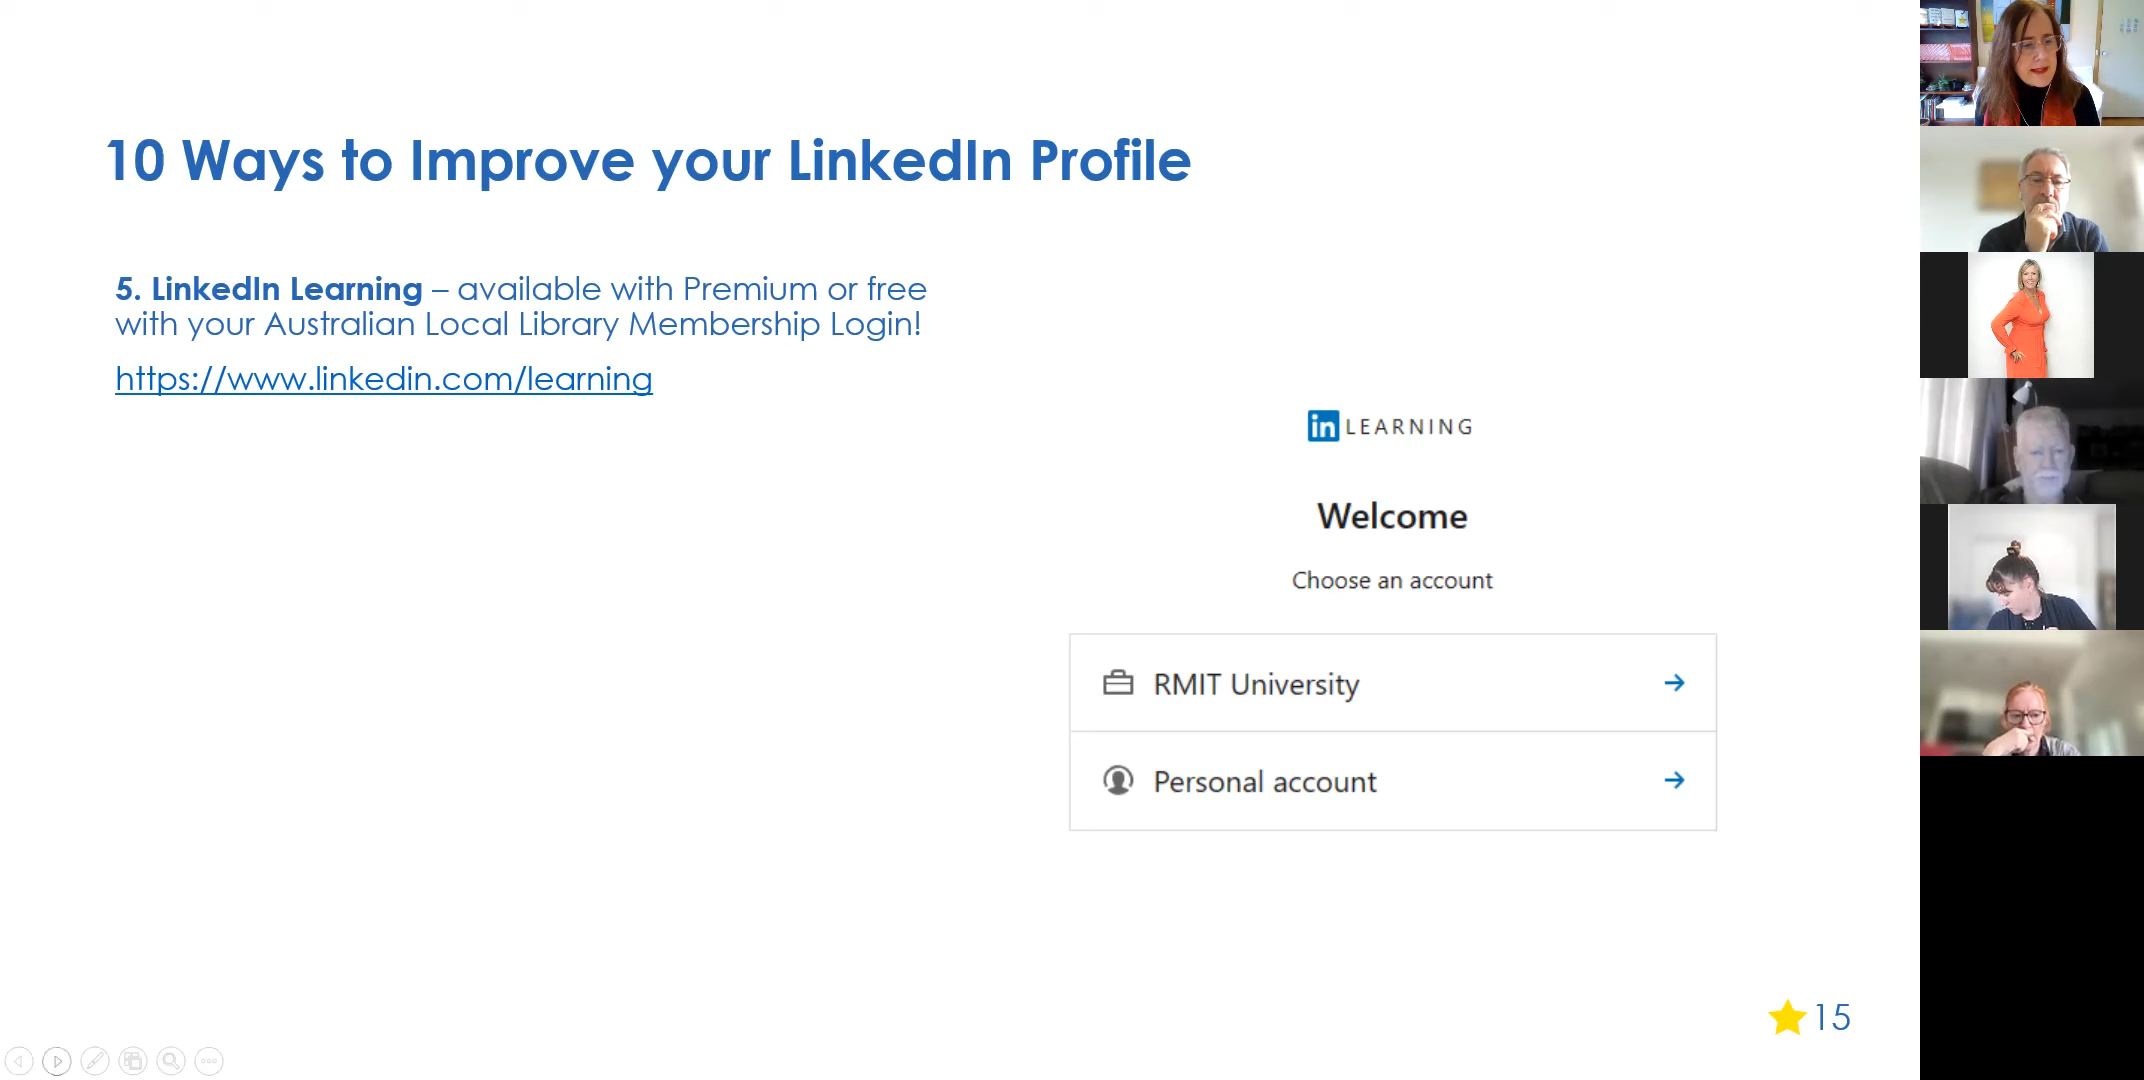 10 Ways to Improve your LinkedIn Profile
5. LinkedIn Learning – available with Premium or free
with your Australian Local Library Membership Login!
https://www.linkedin.com/learning
in LEARNING
Welcome
Choose an account
RMIT University
Personal account
15